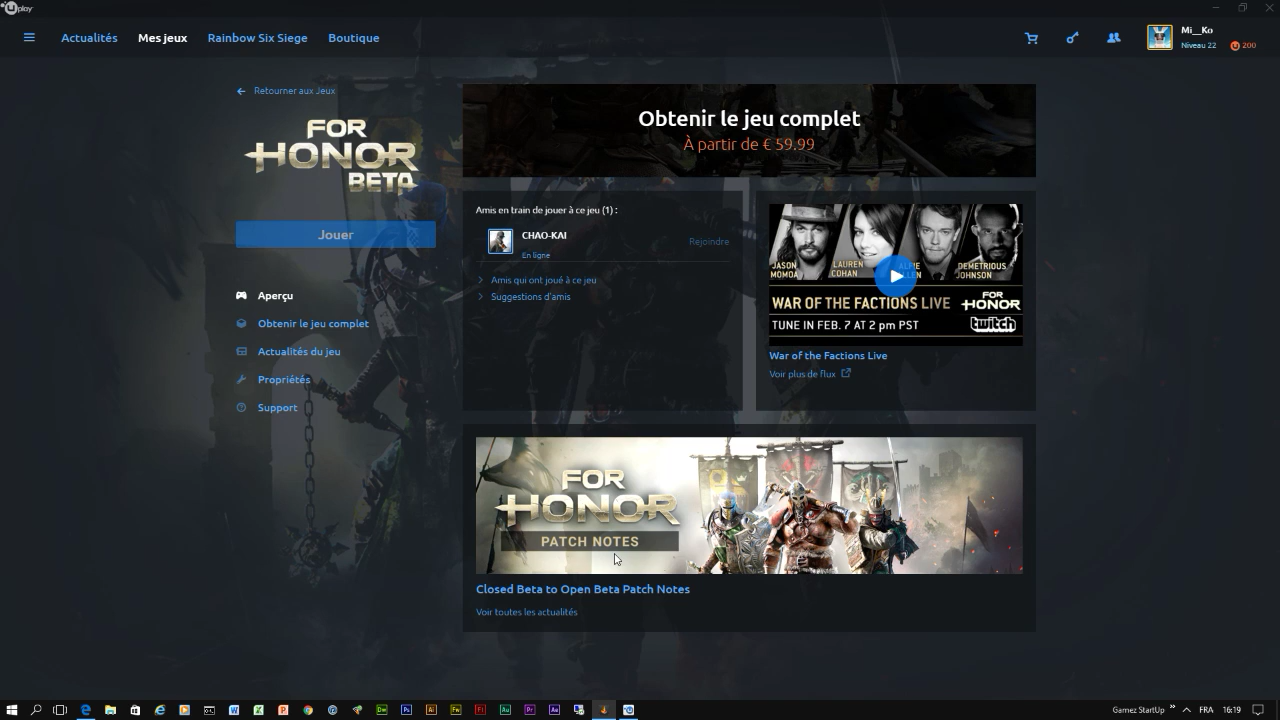 uplay
Actualités Mes jeux Rainbow Six Siege Boutique
Mi__Ko
Niveau 22 200
Retourner aux Jeux
FOR
HONOR
BETA
Jouer
Aperçu
Obtenir le jeu complet
Actualités du jeu
Propriétés
Support
Obtenir le jeu complet
À partir de € 59.99
Amis en train de jouer à ce jeu (1) :
CHAO-KAI
En ligne
Rejoindre
Amis qui ont joué à ce jeu
Suggestions d'amis
JASON
MOMOA
LAUREN
COHAN
ALFIE
ALLEN
DEMETRIOUS
JOHNSON
WAR OF THE FACTIONS LIVE
TUNE IN FEB. 7 AT 2 pm PST
FOR
HONOR
twitch
War of the Factions Live
Voir plus de flux
FOR
HONOR
PATCH NOTES
Closed Beta to Open Beta Patch Notes
Voir toutes les actualités
Gamez StartUp FRA 16:19